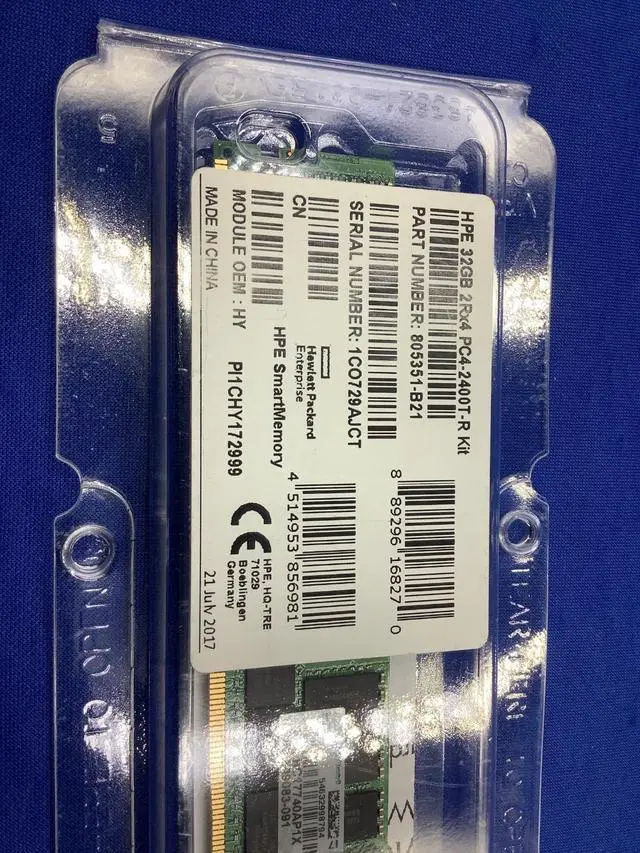 HPE 32GB 2Rx4 PC4-2400T-R Kit
PART NUMBER: 805351-B21
8 89296 16827 0
SERIAL NUMBER: 1CO729AJCT
4 514953 856981
CN
Hewlett Packard
Enterprise
HPE SmartMemory
MODULE OEM : HY
PI1CHY172999
CE
HPE, HQ-TRE
71029
Boeblingen
Germany
MADE IN CHINA
21 July 2017